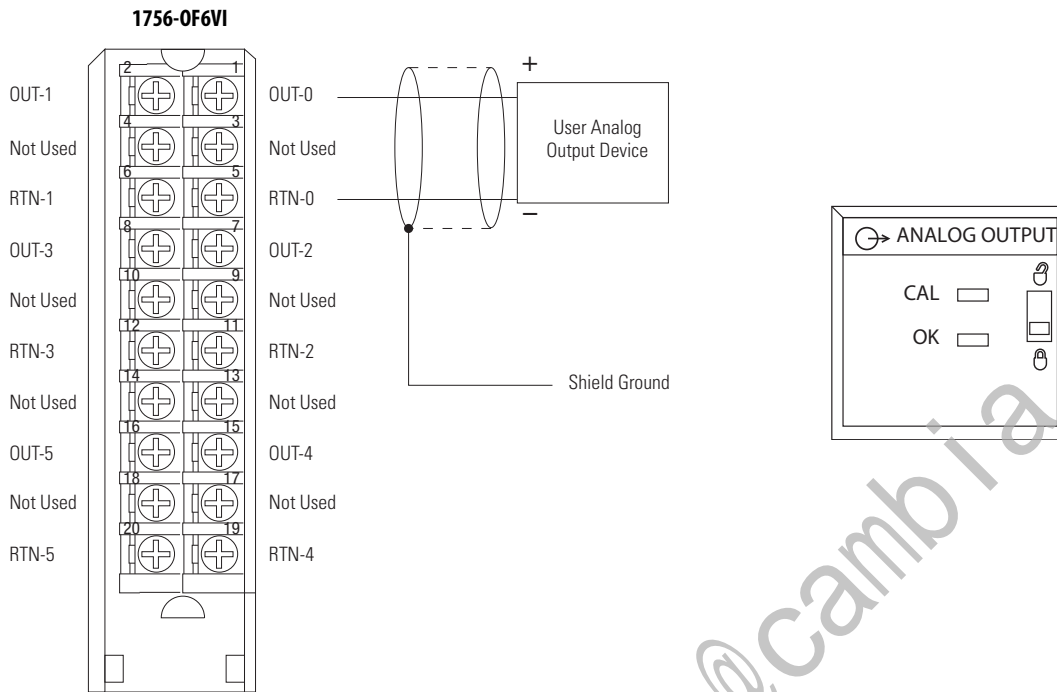 1756-OF6VI
2 1
OUT-1 OUT-0
4 3
Not Used Not Used
6 5
RTN-1 RTN-0
8 7
OUT-3 OUT-2
10 9
Not Used Not Used
12 11
RTN-3 RTN-2
14 13
Not Used Not Used
16 15
OUT-5 OUT-4
18 17
Not Used Not Used
20 19
RTN-5 RTN-4
+
User Analog
Output Device
–
Shield Ground
ANALOG OUTPUT
CAL
OK
@cambia